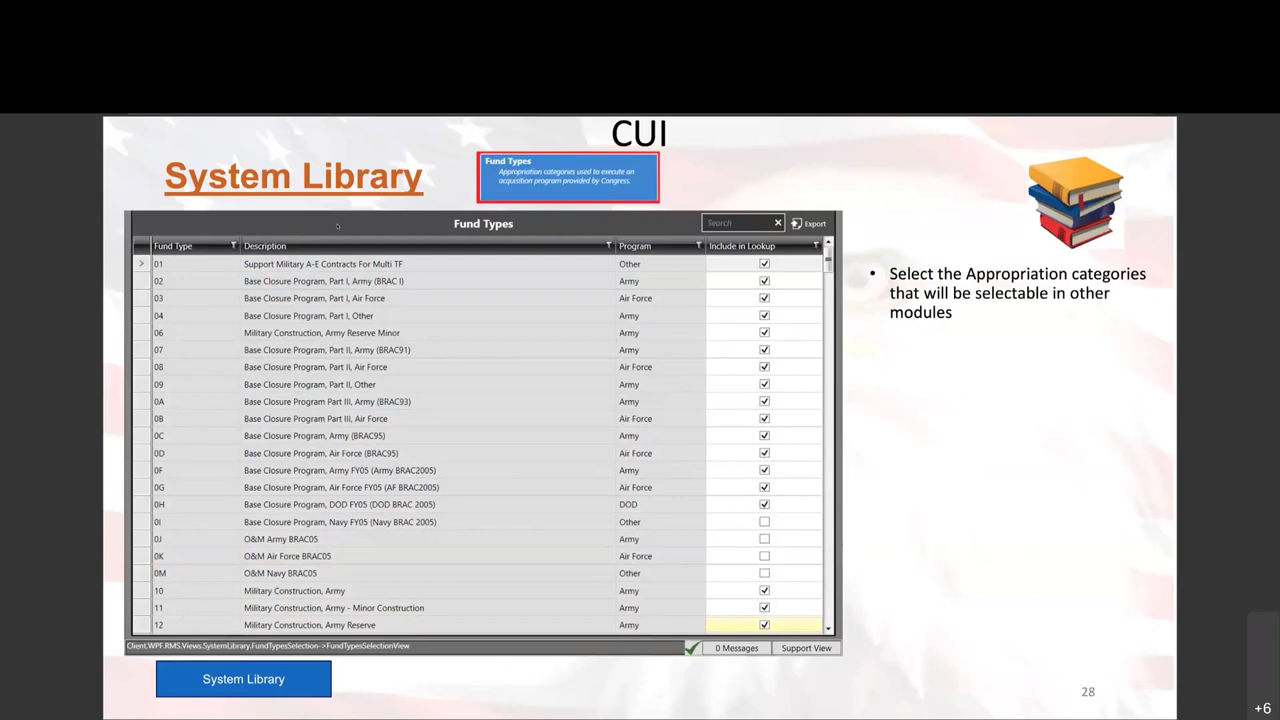 CUI
System Library
Fund Types
Appropriation categories used to execute an
acquisition program provided by Congress.
Fund Types
Search
Export
Fund Type Description Program Include in Lookup
01 Support Military A-E Contracts For Multi TF Other
02 Base Closure Program, Part I, Army (BRAC I) Army
03 Base Closure Program, Part I, Air Force Air Force
04 Base Closure Program, Part I, Other Army
06 Military Construction, Army Reserve Minor Army
07 Base Closure Program, Part II, Army (BRAC91) Army
08 Base Closure Program, Part II, Air Force Air Force
09 Base Closure Program, Part II, Other Army
0A Base Closure Program Part III, Army (BRAC93) Army
0B Base Closure Program Part III, Air Force Air Force
0C Base Closure Program, Army (BRAC95) Army
0D Base Closure Program, Air Force (BRAC95) Air Force
0F Base Closure Program, Army FY05 (Army BRAC2005) Army
0G Base Closure Program, Air Force FY05 (AF BRAC2005) Air Force
0H Base Closure Program, DOD FY05 (DOD BRAC 2005) DOD
0I Base Closure Program, Navy FY05 (Navy BRAC 2005) Other
0J O&M Army BRAC05 Army
0K O&M Air Force BRAC05 Air Force
0M O&M Navy BRAC05 Other
10 Military Construction, Army Army
11 Military Construction, Army - Minor Construction Army
12 Military Construction, Army Reserve Army
Client.WPF.RMS.Views.SystemLibrary.FundTypesSelection->FundTypesSelectionView
0 Messages Support View
• Select the Appropriation categories
that will be selectable in other
modules
System Library
28
+6